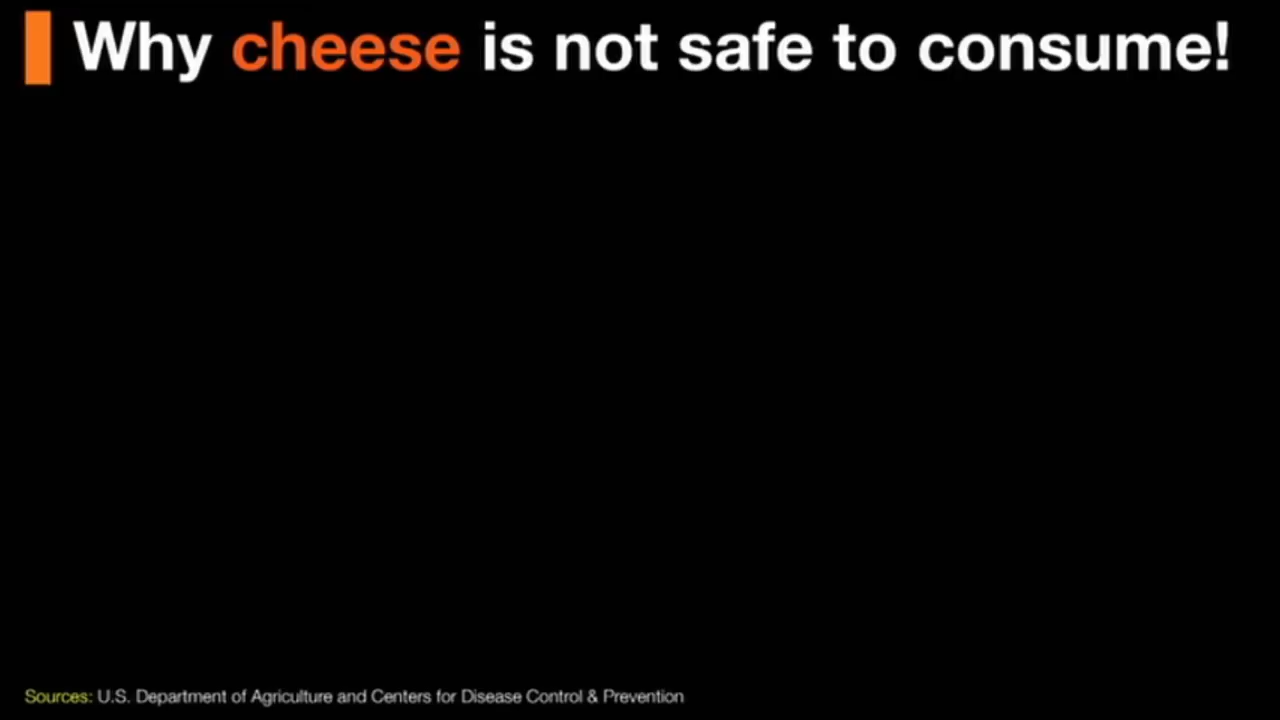 Why cheese is not safe to consume!
Sources: U.S. Department of Agriculture and Centers for Disease Control & Prevention